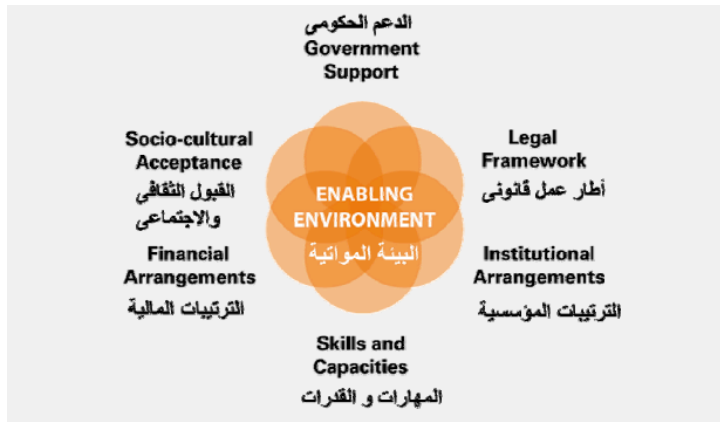 الدعم الحكومى
Government
Support
Socio-cultural
Acceptance
القبول الثقافي
والاجتماعى
Legal
Framework
أطار عمل قانونى
ENABLING
ENVIRONMENT
البيئة المواتية
Financial
Arrangements
الترتيبات المالية
Institutional
Arrangements
الترتيبات المؤسسية
Skills and
Capacities
المهارات و القدرات